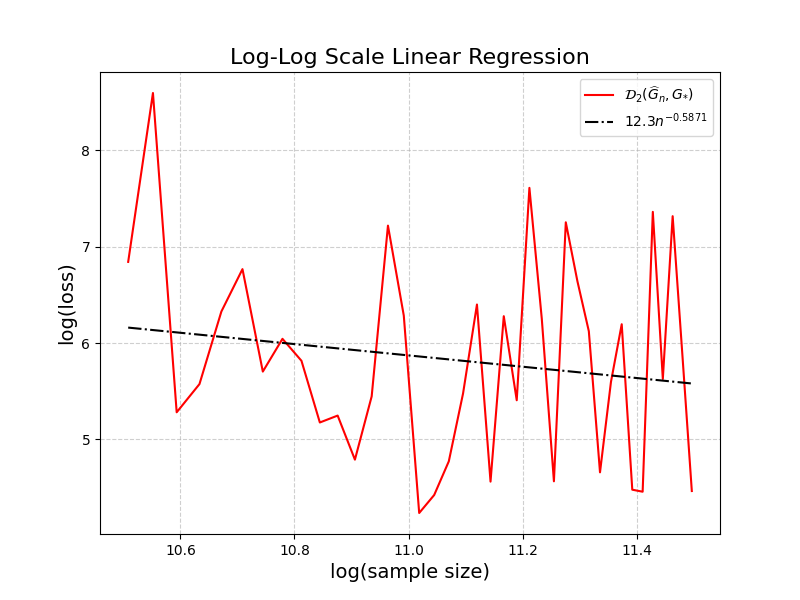 Log-Log Scale Linear Regression
𝒟₂(Ĝₙ, G⁎)
12.3n⁻⁰·⁵⁸⁷¹
log(loss)
8
7
6
5
10.6 10.8 11.0 11.2 11.4
log(sample size)